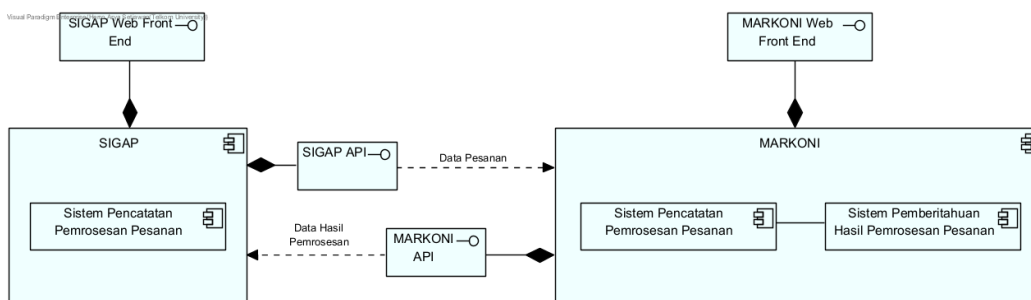 SIGAP Web Front
End
MARKONI Web
Front End
SIGAP
SIGAP API
Data Pesanan
MARKONI
Sistem Pencatatan
Pemrosesan Pesanan
Data Hasil
Pemrosesan
MARKONI
API
Sistem Pencatatan
Pemrosesan Pesanan
Sistem Pemberitahuan
Hasil Pemrosesan Pesanan